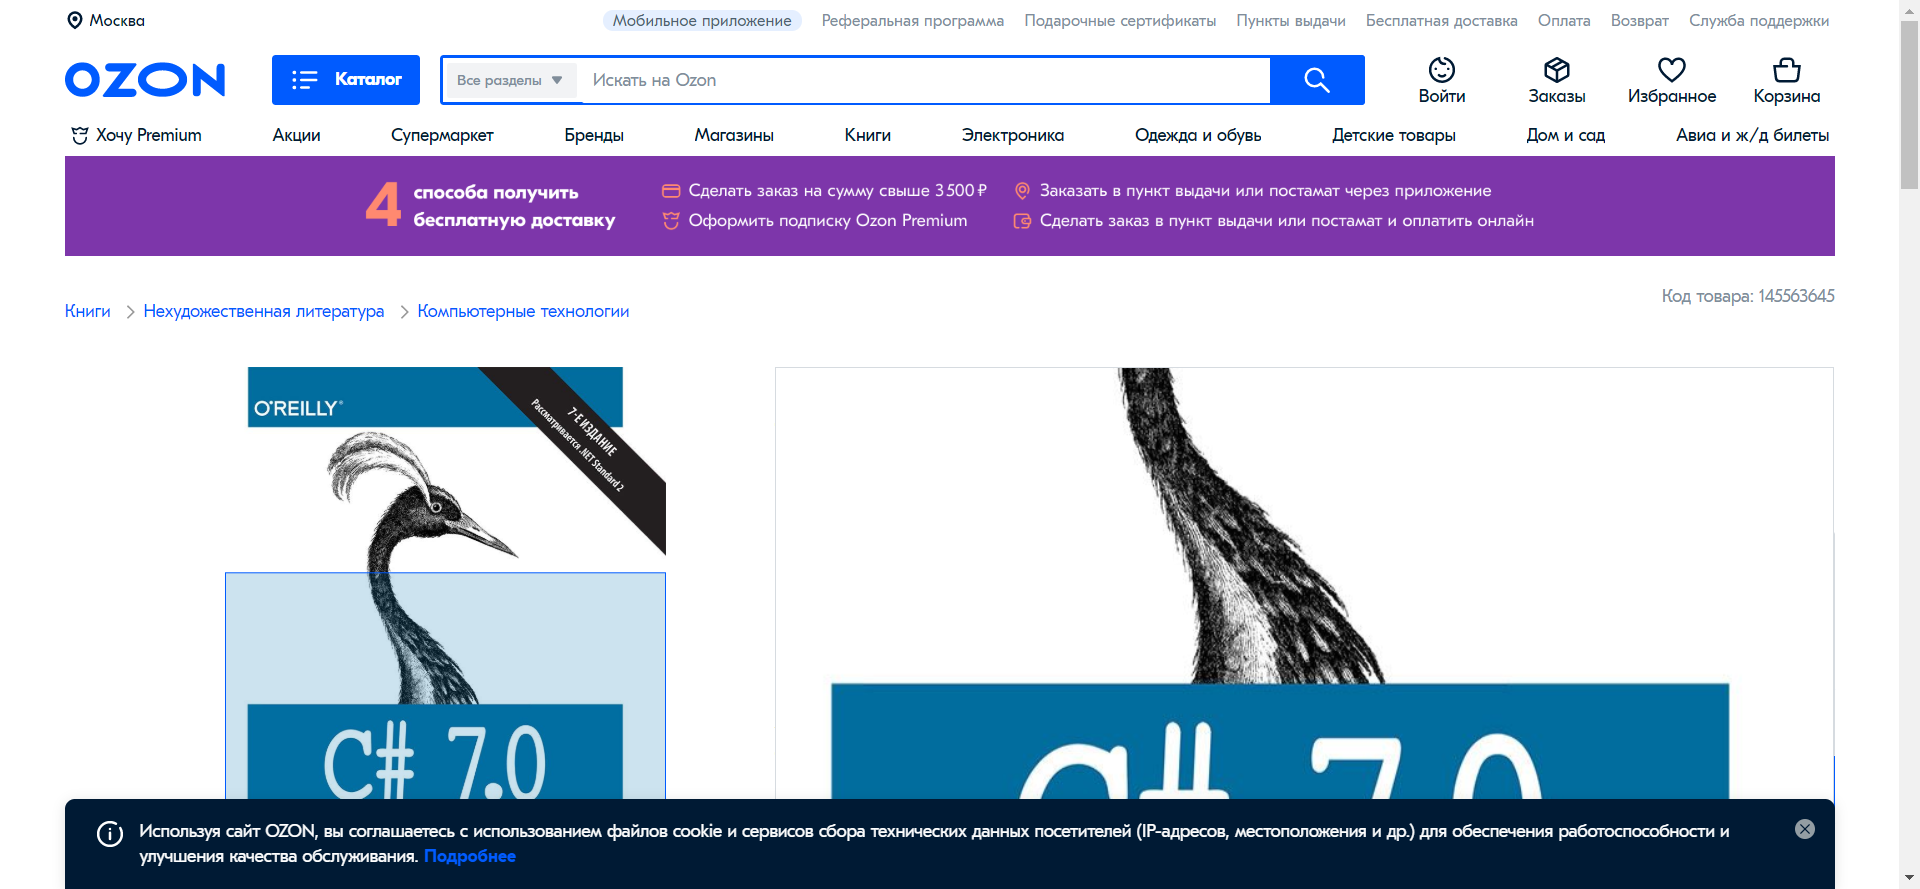 Москва
Мобильное приложение
Реферальная программа
Подарочные сертификаты
Пункты выдачи
Бесплатная доставка
Оплата
Возврат
Служба поддержки
OZON
Каталог
Все разделы
Искать на Ozon
Войти
Заказы
Избранное
Корзина
Хочу Premium
Акции
Супермаркет
Бренды
Магазины
Книги
Электроника
Одежда и обувь
Детские товары
Дом и сад
Авиа и ж/д билеты
4 способа получить
бесплатную доставку
Сделать заказ на сумму свыше 3 500 ₽
Оформить подписку Ozon Premium
Заказать в пункт выдачи или постамат через приложение
Сделать заказ в пункт выдачи или постамат и оплатить онлайн
Код товара: 145563645
Книги
Нехудожественная литература
Компьютерные технологии
O'REILLY®
7-Е ИЗДАНИЕ
Рассматривается .NET Standard 2
C# 7.0
C# 7.0
Используя сайт OZON, вы соглашаетесь с использованием файлов cookie и сервисов сбора технических данных посетителей (IP-адресов, местоположения и др.) для обеспечения работоспособности и
улучшения качества обслуживания. Подробнее